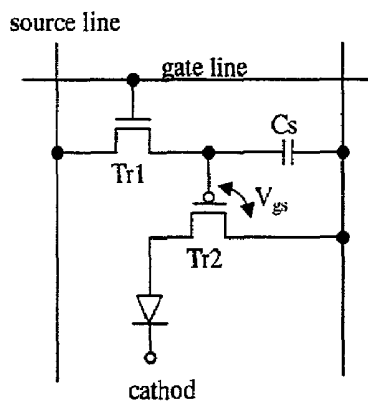 source line
gate line
Cs
Tr1
Vgs
Tr2
cathod